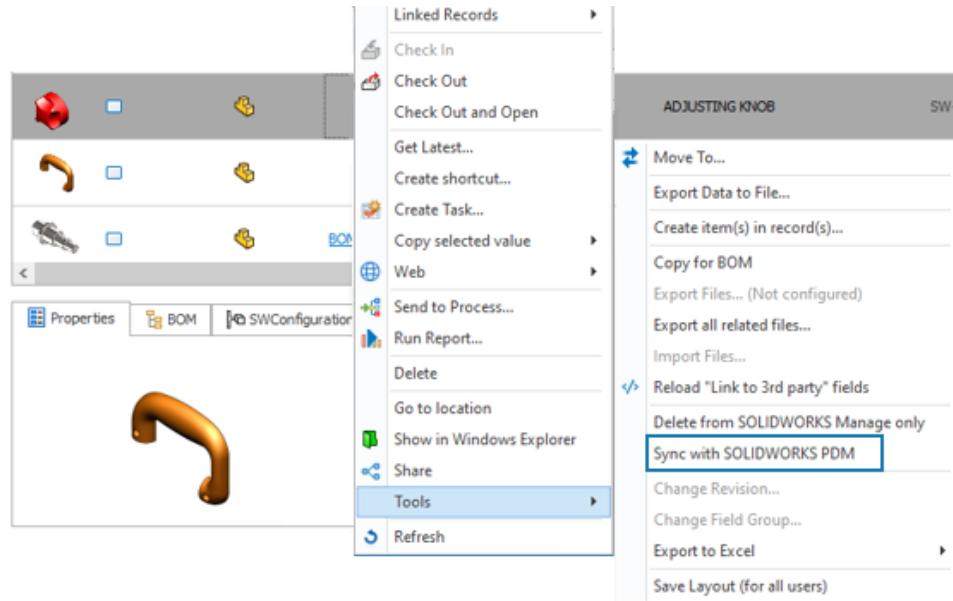 Linked Records
Check In
Check Out
Check Out and Open
Get Latest...
Create shortcut...
Create Task...
Copy selected value
Web
Send to Process...
Run Report...
Delete
Go to location
Show in Windows Explorer
Share
Tools
Refresh
ADJUSTING KNOB SW-
Move To...
Export Data to File...
Create item(s) in record(s)...
Copy for BOM
Export Files... (Not configured)
Export all related files...
Import Files...
Reload "Link to 3rd party" fields
Delete from SOLIDWORKS Manage only
Sync with SOLIDWORKS PDM
Change Revision...
Change Field Group...
Export to Excel
Save Layout (for all users)
BOM
Properties BOM SWConfiguration